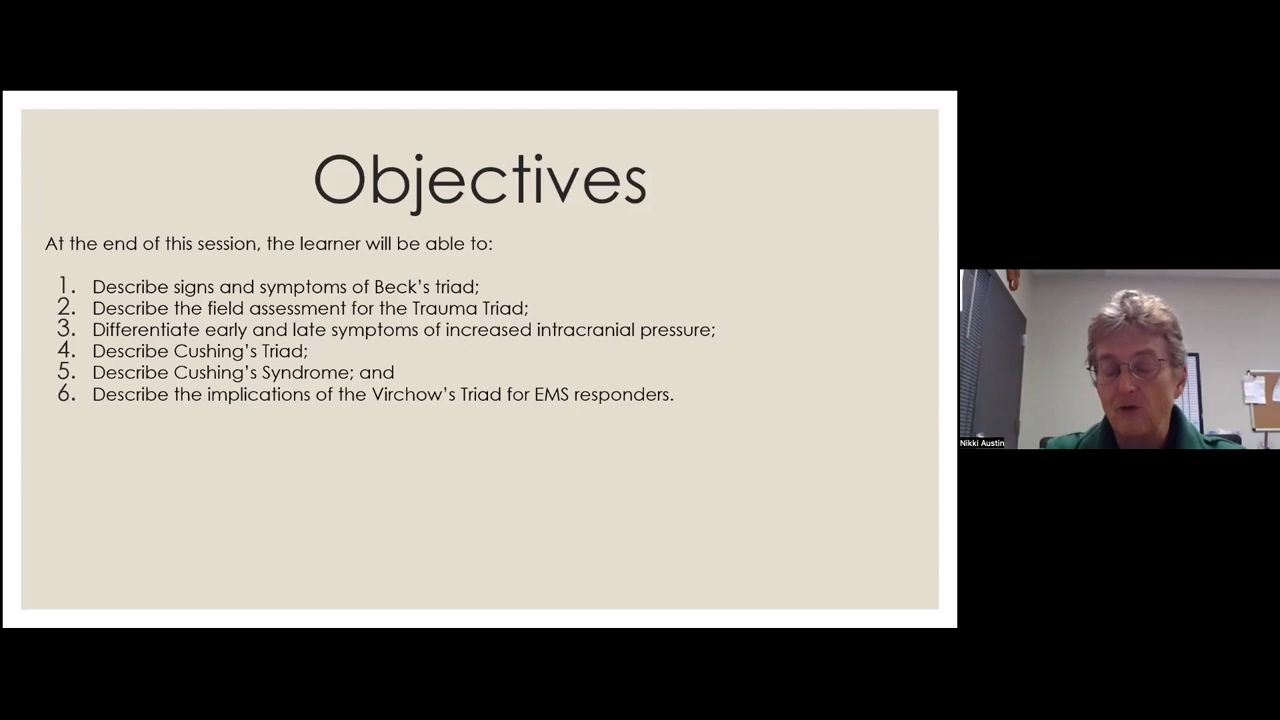 Objectives
At the end of this session, the learner will be able to:
1. Describe signs and symptoms of Beck's triad;
2. Describe the field assessment for the Trauma Triad;
3. Differentiate early and late symptoms of increased intracranial pressure;
4. Describe Cushing's Triad;
5. Describe Cushing's Syndrome; and
6. Describe the implications of the Virchow's Triad for EMS responders.
Nikki Austin